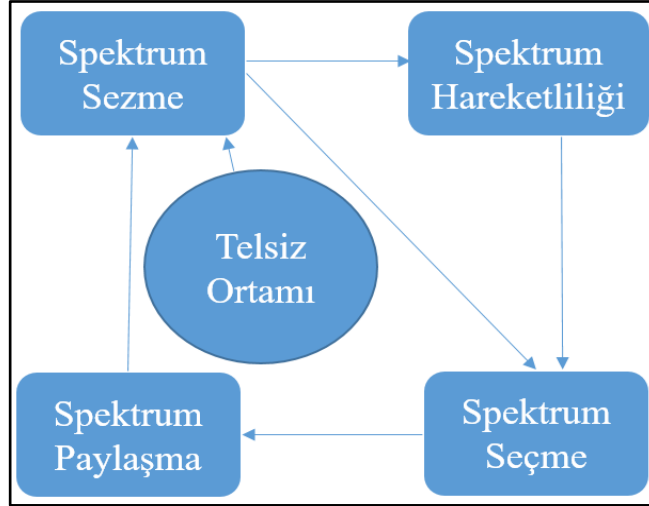 Spektrum
Sezme
Spektrum
Hareketliliği
Telsiz
Ortamı
Spektrum
Paylaşma
Spektrum
Seçme